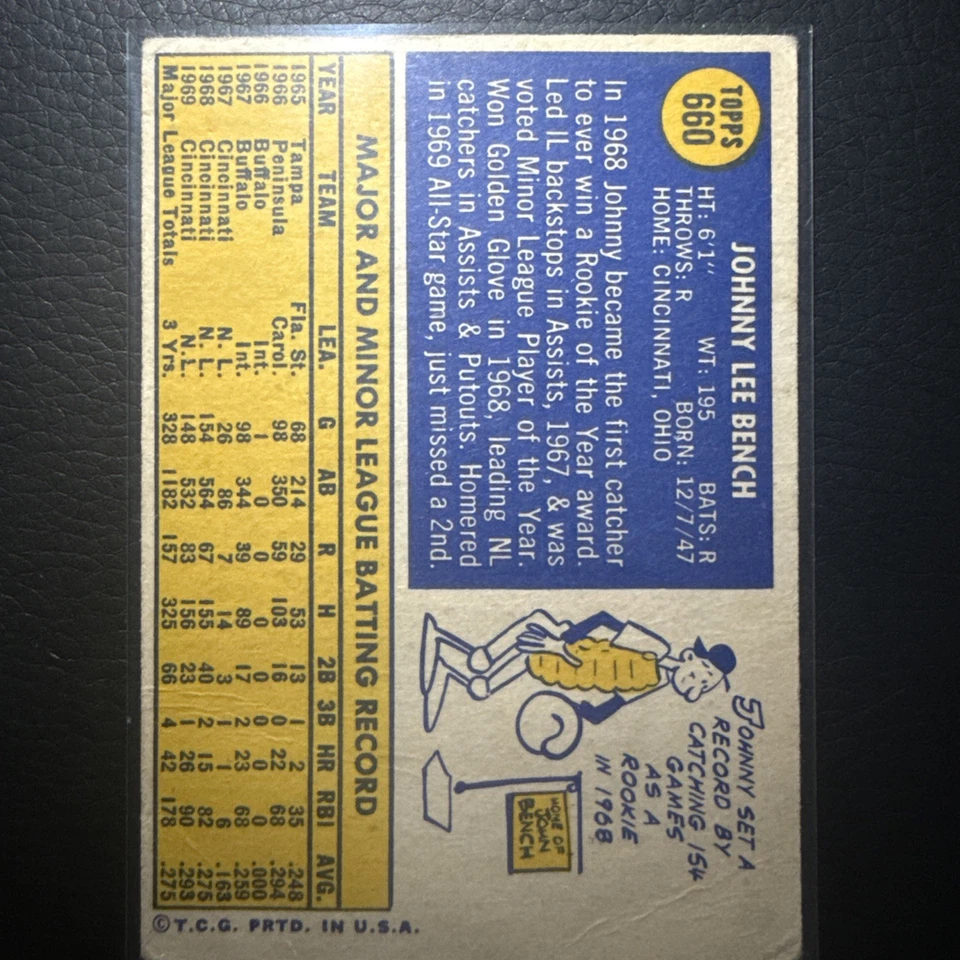 TOPPS
660
JOHNNY LEE BENCH
HT: 6'1" WT: 195 BATS: R
THROWS: R BORN: 12/7/47
HOME: CINCINNATI, OHIO
In 1968 Johnny became the first catcher
to ever win a Rookie of the Year award.
Led IL backstops in Assists, 1967, & was
voted Minor League Player of the Year.
Won Golden Glove in 1968, leading NL
catchers in Assists & Putouts. Homered
in 1969 All-Star game, just missed a 2nd.
JOHNNY SET A
RECORD BY
CATCHING 154
GAMES
AS A
ROOKIE
IN 1968
HOME OF
JOHN
BENCH
MAJOR AND MINOR LEAGUE BATTING RECORD
YEAR TEAM LEA. G AB R H 2B 3B HR RBI AVG.
1965 Tampa Fla. St. 68 214 29 53 13 1 2 35 .248
1966 Peninsula Carol. 98 350 59 103 16 0 22 68 .294
1966 Buffalo Int. 1 0 0 0 0 0 0 0 .000
1967 Buffalo Int. 98 344 39 89 17 2 23 68 .259
1967 Cincinnati N. L. 26 86 7 14 3 1 1 6 .163
1968 Cincinnati N. L. 154 564 67 155 40 2 15 82 .275
1969 Cincinnati N.L. 148 532 83 156 23 1 26 90 .293
Major League Totals 3 Yrs. 328 1182 157 325 66 4 42 178 .275
© T.C.G. PRTD. IN U.S.A.